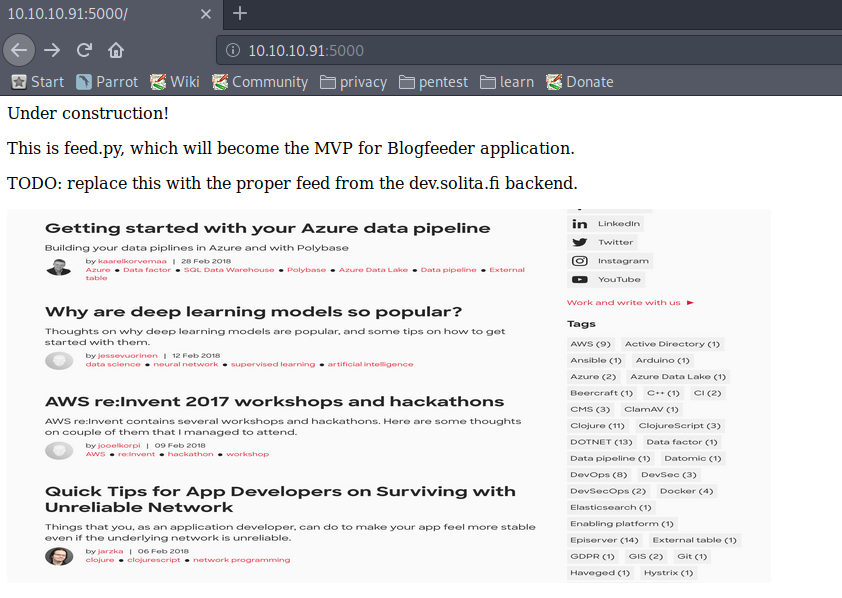 10.10.10.91:5000/
10.10.10.91:5000
Start Parrot Wiki Community privacy pentest learn Donate
Under construction!
This is feed.py, which will become the MVP for Blogfeeder application.
TODO: replace this with the proper feed from the dev.solita.fi backend.
Getting started with your Azure data pipeline
Building your data piplines in Azure and with Polybase
by kaarelkorvemaa | 28 Feb 2018
Azure ● Data factor ● SQL Data Warehouse ● Polybase ● Azure Data Lake ● Data pipeline ● External
table
Why are deep learning models so popular?
Thoughts on why deep learning models are popular, and some tips on how to get
started with them.
by jessevuorinen | 12 Feb 2018
data science ● neural network ● supervised learning ● artificial intelligence
AWS re:Invent 2017 workshops and hackathons
AWS re:Invent contains several workshops and hackathons. Here are some thoughts
on couple of them that I managed to attend.
by jooelkorpi | 09 Feb 2018
AWS ● re:Invent ● hackathon ● workshop
Quick Tips for App Developers on Surviving with
Unreliable Network
Things that you, as an application developer, can do to make your app feel more stable
even if the underlying network is unreliable.
by jarzka | 06 Feb 2018
clojure ● clojurescript ● network programming
LinkedIn
Twitter
Instagram
YouTube
Work and write with us ►
Tags
AWS (9) Active Directory (1)
Ansible (1) Arduino (1)
Azure (2) Azure Data Lake (1)
Beercraft (1) C++ (1) CI (2)
CMS (3) ClamAV (1)
Clojure (11) ClojureScript (3)
DOTNET (13) Data factor (1)
Data pipeline (1) Datomic (1)
DevOps (8) DevSec (3)
DevSecOps (2) Docker (4)
Elasticsearch (1)
Enabling platform (1)
Episerver (14) External table (1)
GDPR (1) GIS (2) Git (1)
Haveged (1) Hystrix (1)